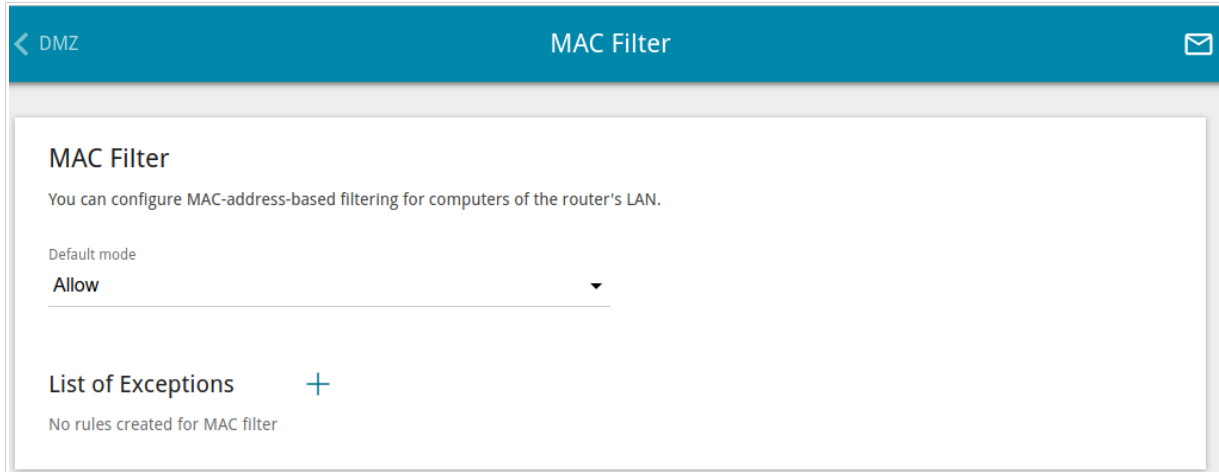 DMZ
MAC Filter
MAC Filter
You can configure MAC-address-based filtering for computers of the router's LAN.
Default mode
Allow
List of Exceptions
No rules created for MAC filter